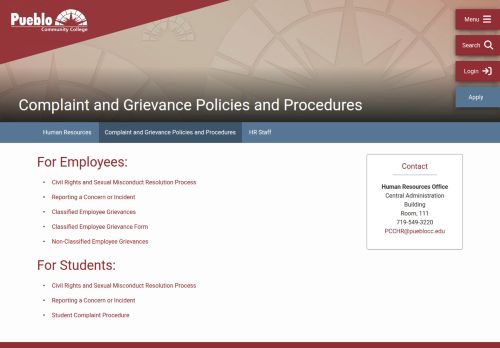 Pueblo
Community College
Menu
Search
Login
Apply
Complaint and Grievance Policies and Procedures
Human Resources
Complaint and Grievance Policies and Procedures
HR Staff
For Employees:
• Civil Rights and Sexual Misconduct Resolution Process
• Reporting a Concern or Incident
• Classified Employee Grievances
• Classified Employee Grievance Form
• Non-Classified Employee Grievances
For Students:
• Civil Rights and Sexual Misconduct Resolution Process
• Reporting a Concern or Incident
• Student Complaint Procedure
Contact
Human Resources Office
Central Administration
Building
Room, 111
719-549-3220
PCCHR@pueblocc.edu